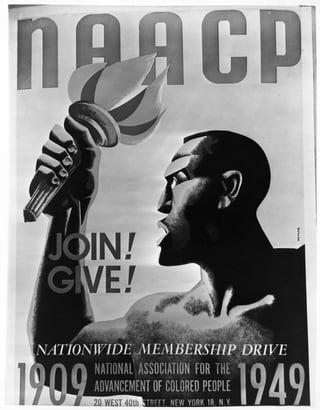 NAACP
JOIN!
GIVE!
NATIONWIDE MEMBERSHIP DRIVE
1909 NATIONAL ASSOCIATION FOR THE 1949
ADVANCEMENT OF COLORED PEOPLE
20 WEST 40th STREET, NEW YORK 18, N.Y.